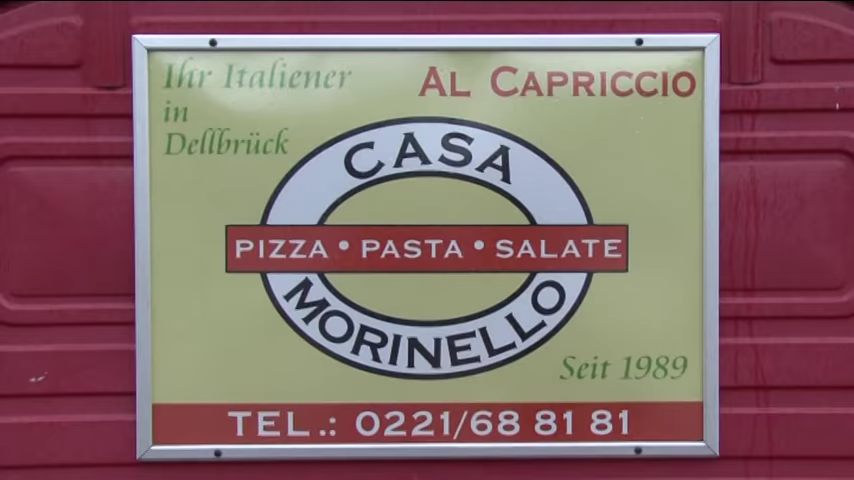 Ihr Italiener
in
Dellbrück
AL CAPRICCIO
CASA
PIZZA • PASTA • SALATE
MORINELLO
Seit 1989
TEL.: 0221/68 81 81